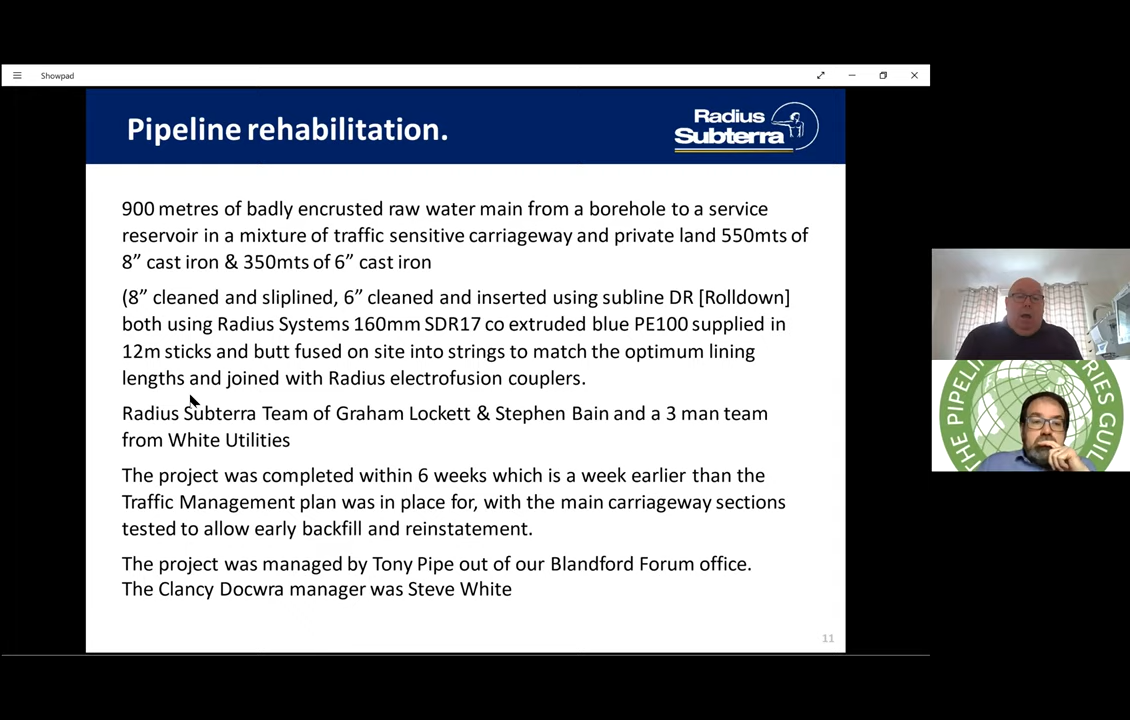 Showpad
Pipeline rehabilitation.
Radius
Subterra
900 metres of badly encrusted raw water main from a borehole to a service
reservoir in a mixture of traffic sensitive carriageway and private land 550mts of
8” cast iron & 350mts of 6” cast iron
(8” cleaned and sliplined, 6” cleaned and inserted using subline DR [Rolldown]
both using Radius Systems 160mm SDR17 co extruded blue PE100 supplied in
12m sticks and butt fused on site into strings to match the optimum lining
lengths and joined with Radius electrofusion couplers.
Radius Subterra Team of Graham Lockett & Stephen Bain and a 3 man team
from White Utilities
The project was completed within 6 weeks which is a week earlier than the
Traffic Management plan was in place for, with the main carriageway sections
tested to allow early backfill and reinstatement.
The project was managed by Tony Pipe out of our Blandford Forum office.
The Clancy Docwra manager was Steve White
11
THE PIPELIN
TRIES GUIL